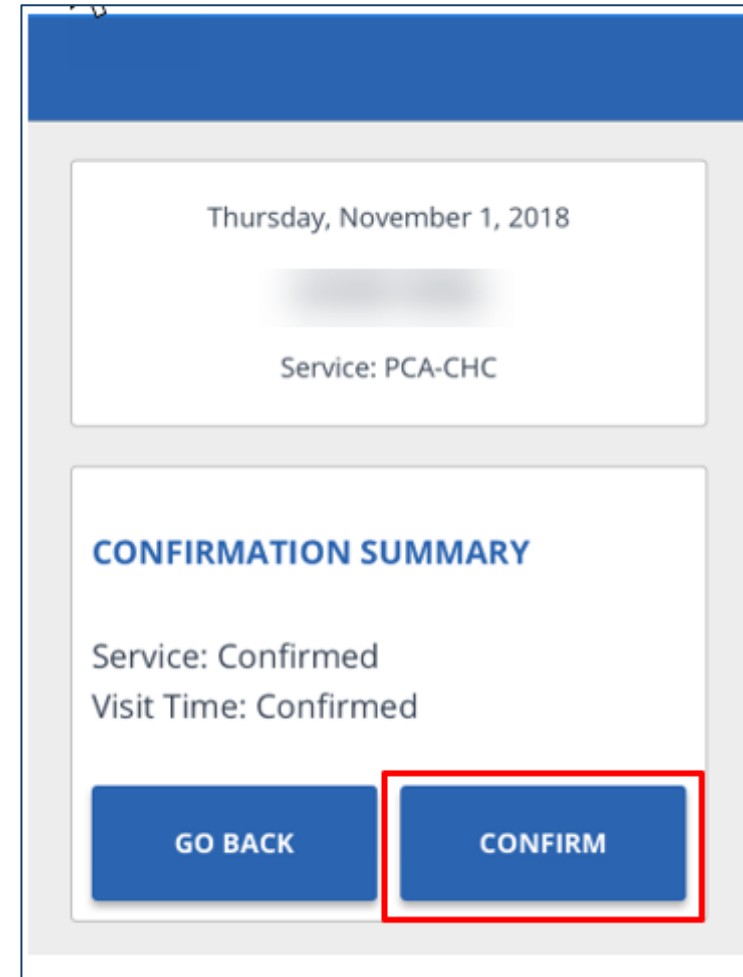 Thursday, November 1, 2018
Service: PCA-CHC
CONFIRMATION SUMMARY
Service: Confirmed
Visit Time: Confirmed
GO BACK
CONFIRM